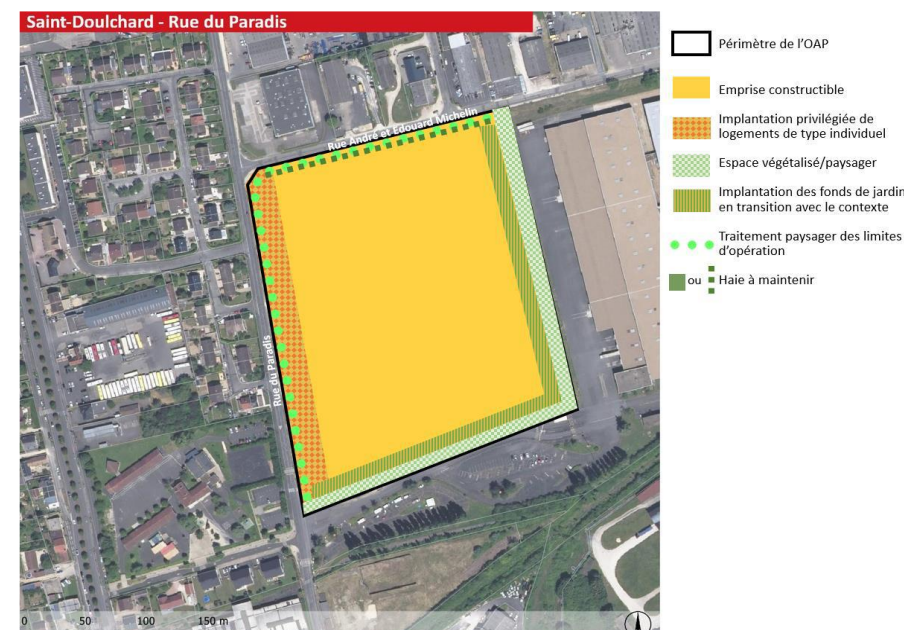 Saint-Doulchard - Rue du Paradis
Rue André et Edouard Michelin
Rue du Paradis
0 50 100 150 m
Périmètre de l'OAP
Emprise constructible
Implantation privilégiée de
logements de type individuel
Espace végétalisé/paysager
Implantation des fonds de jardin
en transition avec le contexte
Traitement paysager des limites
d'opération
ou Haie à maintenir